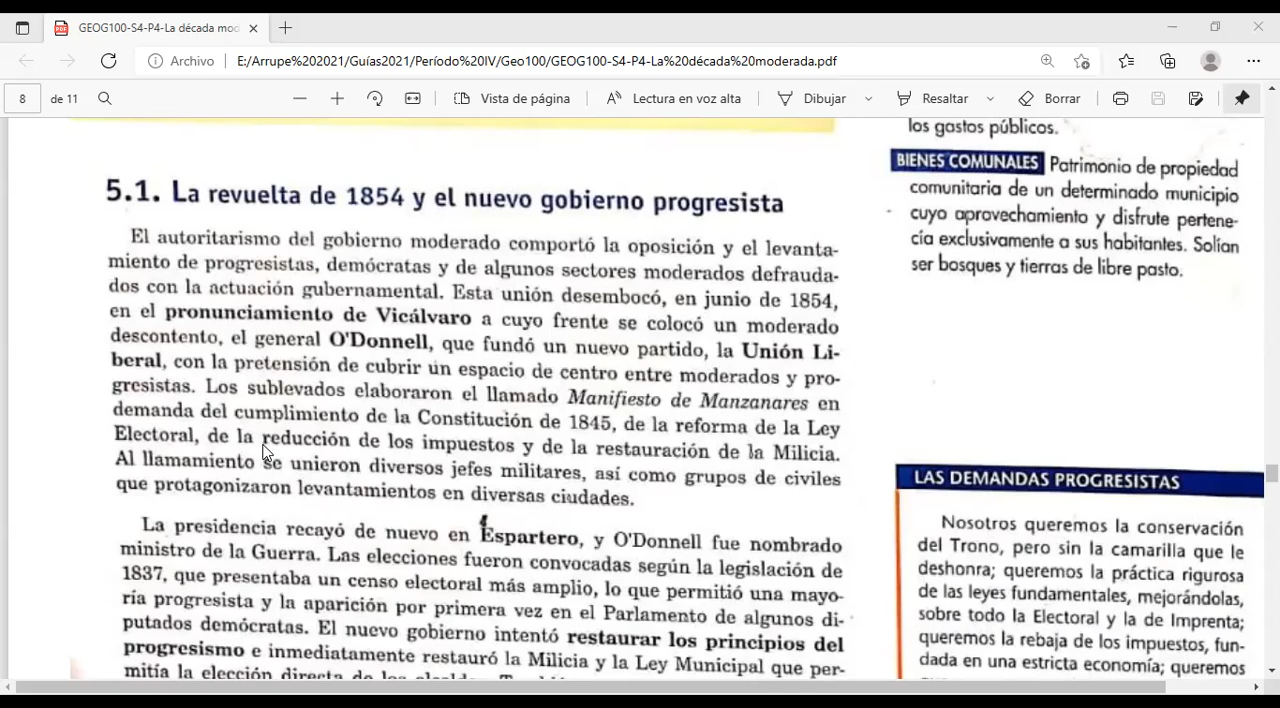 GEOG100-S4-P4-La década mod
Archivo
E:/Arrupe%202021/Guías2021/Período%20IV/Geo100/GEOG100-S4-P4-La%20década%20moderada.pdf
8 de 11
Vista de página
Lectura en voz alta
Dibujar
Resaltar
Borrar
5.1. La revuelta de 1854 y el nuevo gobierno progresista
El autoritarismo del gobierno moderado comportó la oposición y el levanta-
miento de progresistas, demócratas y de algunos sectores moderados defrauda-
dos con la actuación gubernamental. Esta unión desembocó, en junio de 1854,
en el pronunciamiento de Vicálvaro a cuyo frente se colocó un moderado
descontento, el general O'Donnell, que fundó un nuevo partido, la Unión Li-
beral, con la pretensión de cubrir un espacio de centro entre moderados y pro-
gresistas. Los sublevados elaboraron el llamado Manifiesto de Manzanares en
demanda del cumplimiento de la Constitución de 1845, de la reforma de la Ley
Electoral, de la reducción de los impuestos y de la restauración de la Milicia.
Al llamamiento se unieron diversos jefes militares, así como grupos de civiles
que protagonizaron levantamientos en diversas ciudades.
La presidencia recayó de nuevo en Espartero, y O'Donnell fue nombrado
ministro de la Guerra. Las elecciones fueron convocadas según la legislación de
1837, que presentaba un censo electoral más amplio, lo que permitió una mayo-
ría progresista y la aparición por primera vez en el Parlamento de algunos di-
putados demócratas. El nuevo gobierno intentó restaurar los principios del
progresismo e inmediatamente restauró la Milicia y la Ley Municipal que per-
mitía la elección directa de los alcaldes.
los gastos públicos.
BIENES COMUNALES Patrimonio de propiedad
comunitaria de un determinado municipio
cuyo aprovechamiento y disfrute pertene-
cía exclusivamente a sus habitantes. Solían
ser bosques y tierras de libre pasto.
LAS DEMANDAS PROGRESISTAS
Nosotros queremos la conservación
del Trono, pero sin la camarilla que le
deshonra; queremos la práctica rigurosa
de las leyes fundamentales, mejorándolas,
sobre todo la Electoral y la de Imprenta;
queremos la rebaja de los impuestos, fun-
dada en una estricta economía; queremos